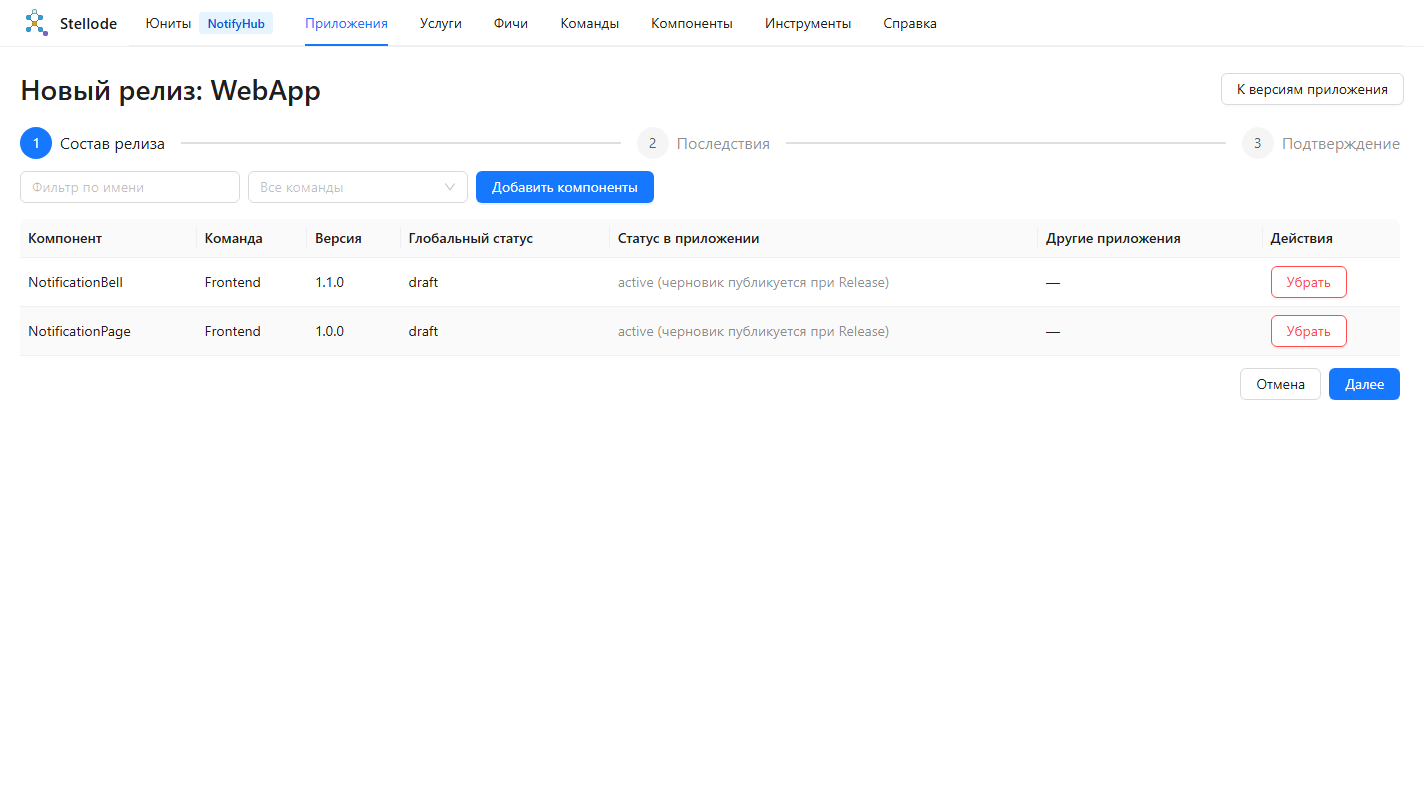 Stellode Юниты NotifyHub Приложения Услуги Фичи Команды Компоненты Инструменты Справка
Новый релиз: WebApp К версиям приложения
1 Состав релиза 2 Последствия 3 Подтверждение
Фильтр по имени Все команды Добавить компоненты
Компонент Команда Версия Глобальный статус Статус в приложении Другие приложения Действия
NotificationBell Frontend 1.1.0 draft active (черновик публикуется при Release) — Убрать
NotificationPage Frontend 1.0.0 draft active (черновик публикуется при Release) — Убрать
Отмена Далее